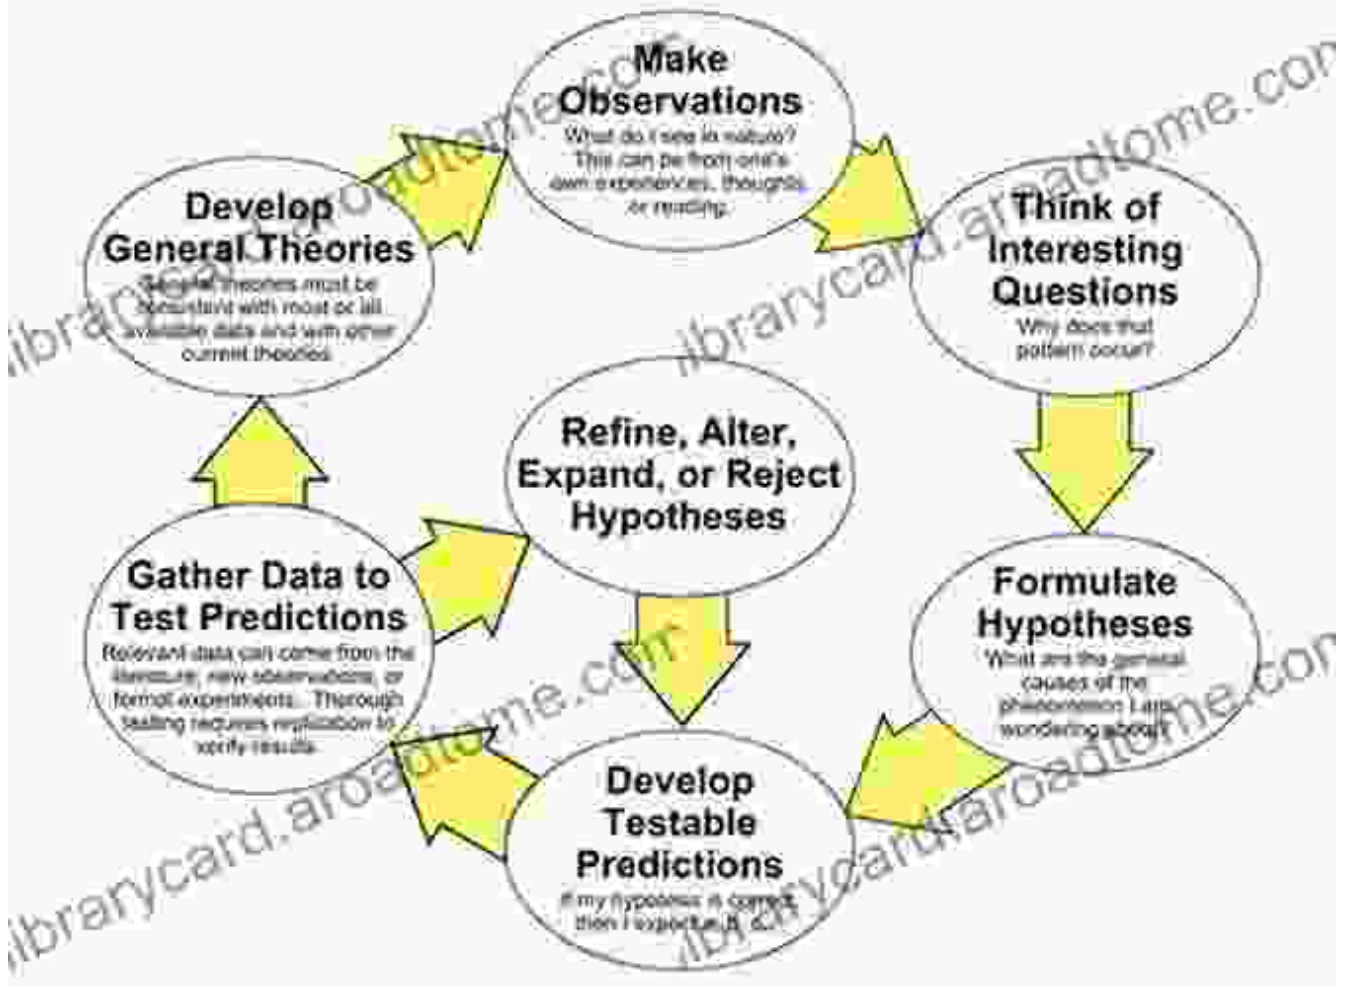 Make
Observations
What do I see in nature?
This can be from one's
own experiences, thoughts
or reading.
Think of
Interesting
Questions
Why does that
pattern occur?
Formulate
Hypotheses
What are the general
causes of the
phenomenon I am
wondering about?
Develop
Testable
Predictions
If my hypotesis is correct,
then I expect a, b, c,...
Gather Data to
Test Predictions
Relevant data can come from the
literature, new observations, or
formal experiments. Thorough
testing requires replication to
verify results.
Refine, Alter,
Expand, or Reject
Hypotheses
Develop
General Theories
General theories must be
consistent with most or all
available data and with other
current theories.
librarycard.aroadtome.com
librarycard.aroadtome.com
librarycard.aroadtome.com
librarycard.aroadtome.com